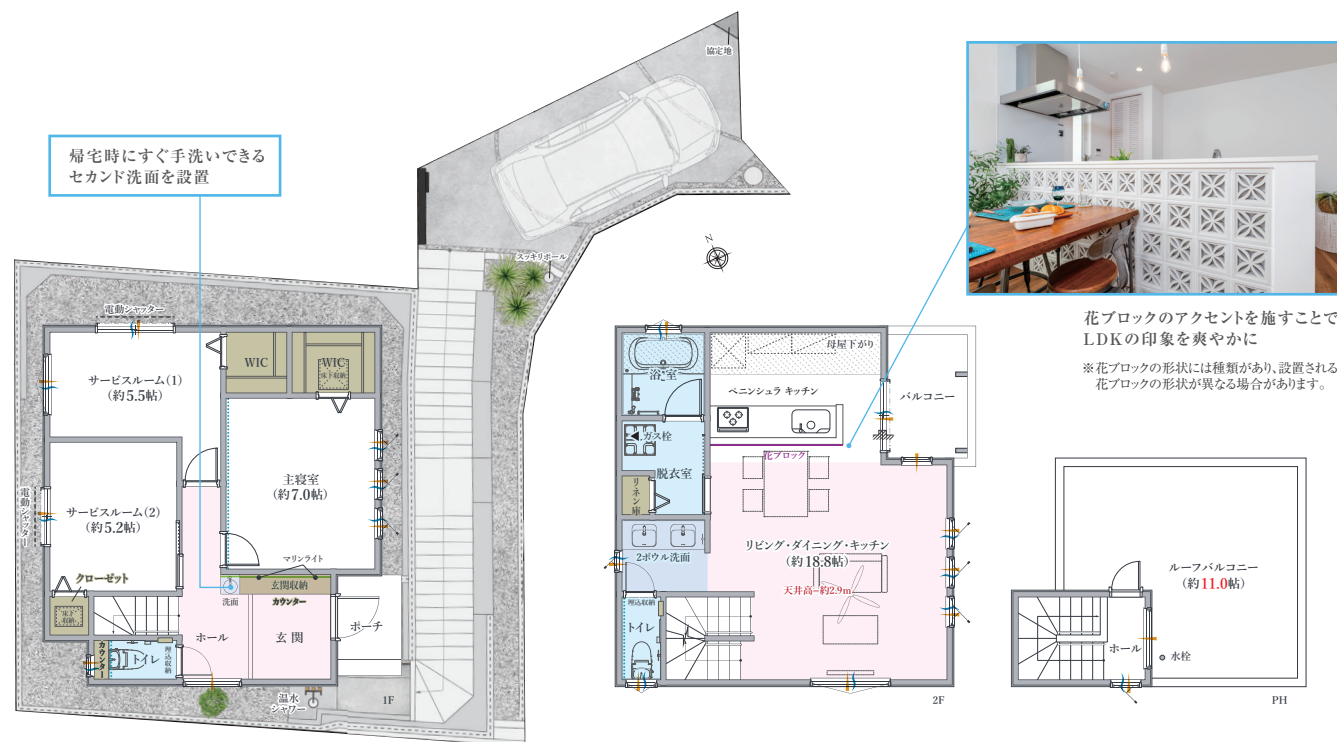 協定地
スッキリポール
N
帰宅時にすぐ手洗いできる
セカンド洗面を設置
電動シャッター
サービスルーム(1)
(約5.5帖)
WIC
WIC
床下収納
主寝室
(約7.0帖)
電動シャッター
サービスルーム(2)
(約5.2帖)
クローゼット
床下
収納
マリンライト
玄関収納
カウンター
洗面
ホール
玄関
ポーチ
カウンター
トイレ
埋込収納
温水
シャワー
1F
浴室
母屋下がり
ペニンシュラ キッチン
バルコニー
ガス栓
脱衣室
リネン庫
花ブロック
2ボウル洗面
リビング・ダイニング・キッチン
(約18.8帖)
天井高=約2.9m
埋込収納
トイレ
2F
花ブロックのアクセントを施すことで
LDKの印象を爽やかに
※花ブロックの形状には種類があり、設置される
花ブロックの形状が異なる場合があります。
ルーフバルコニー
(約11.0帖)
ホール
水栓
PH